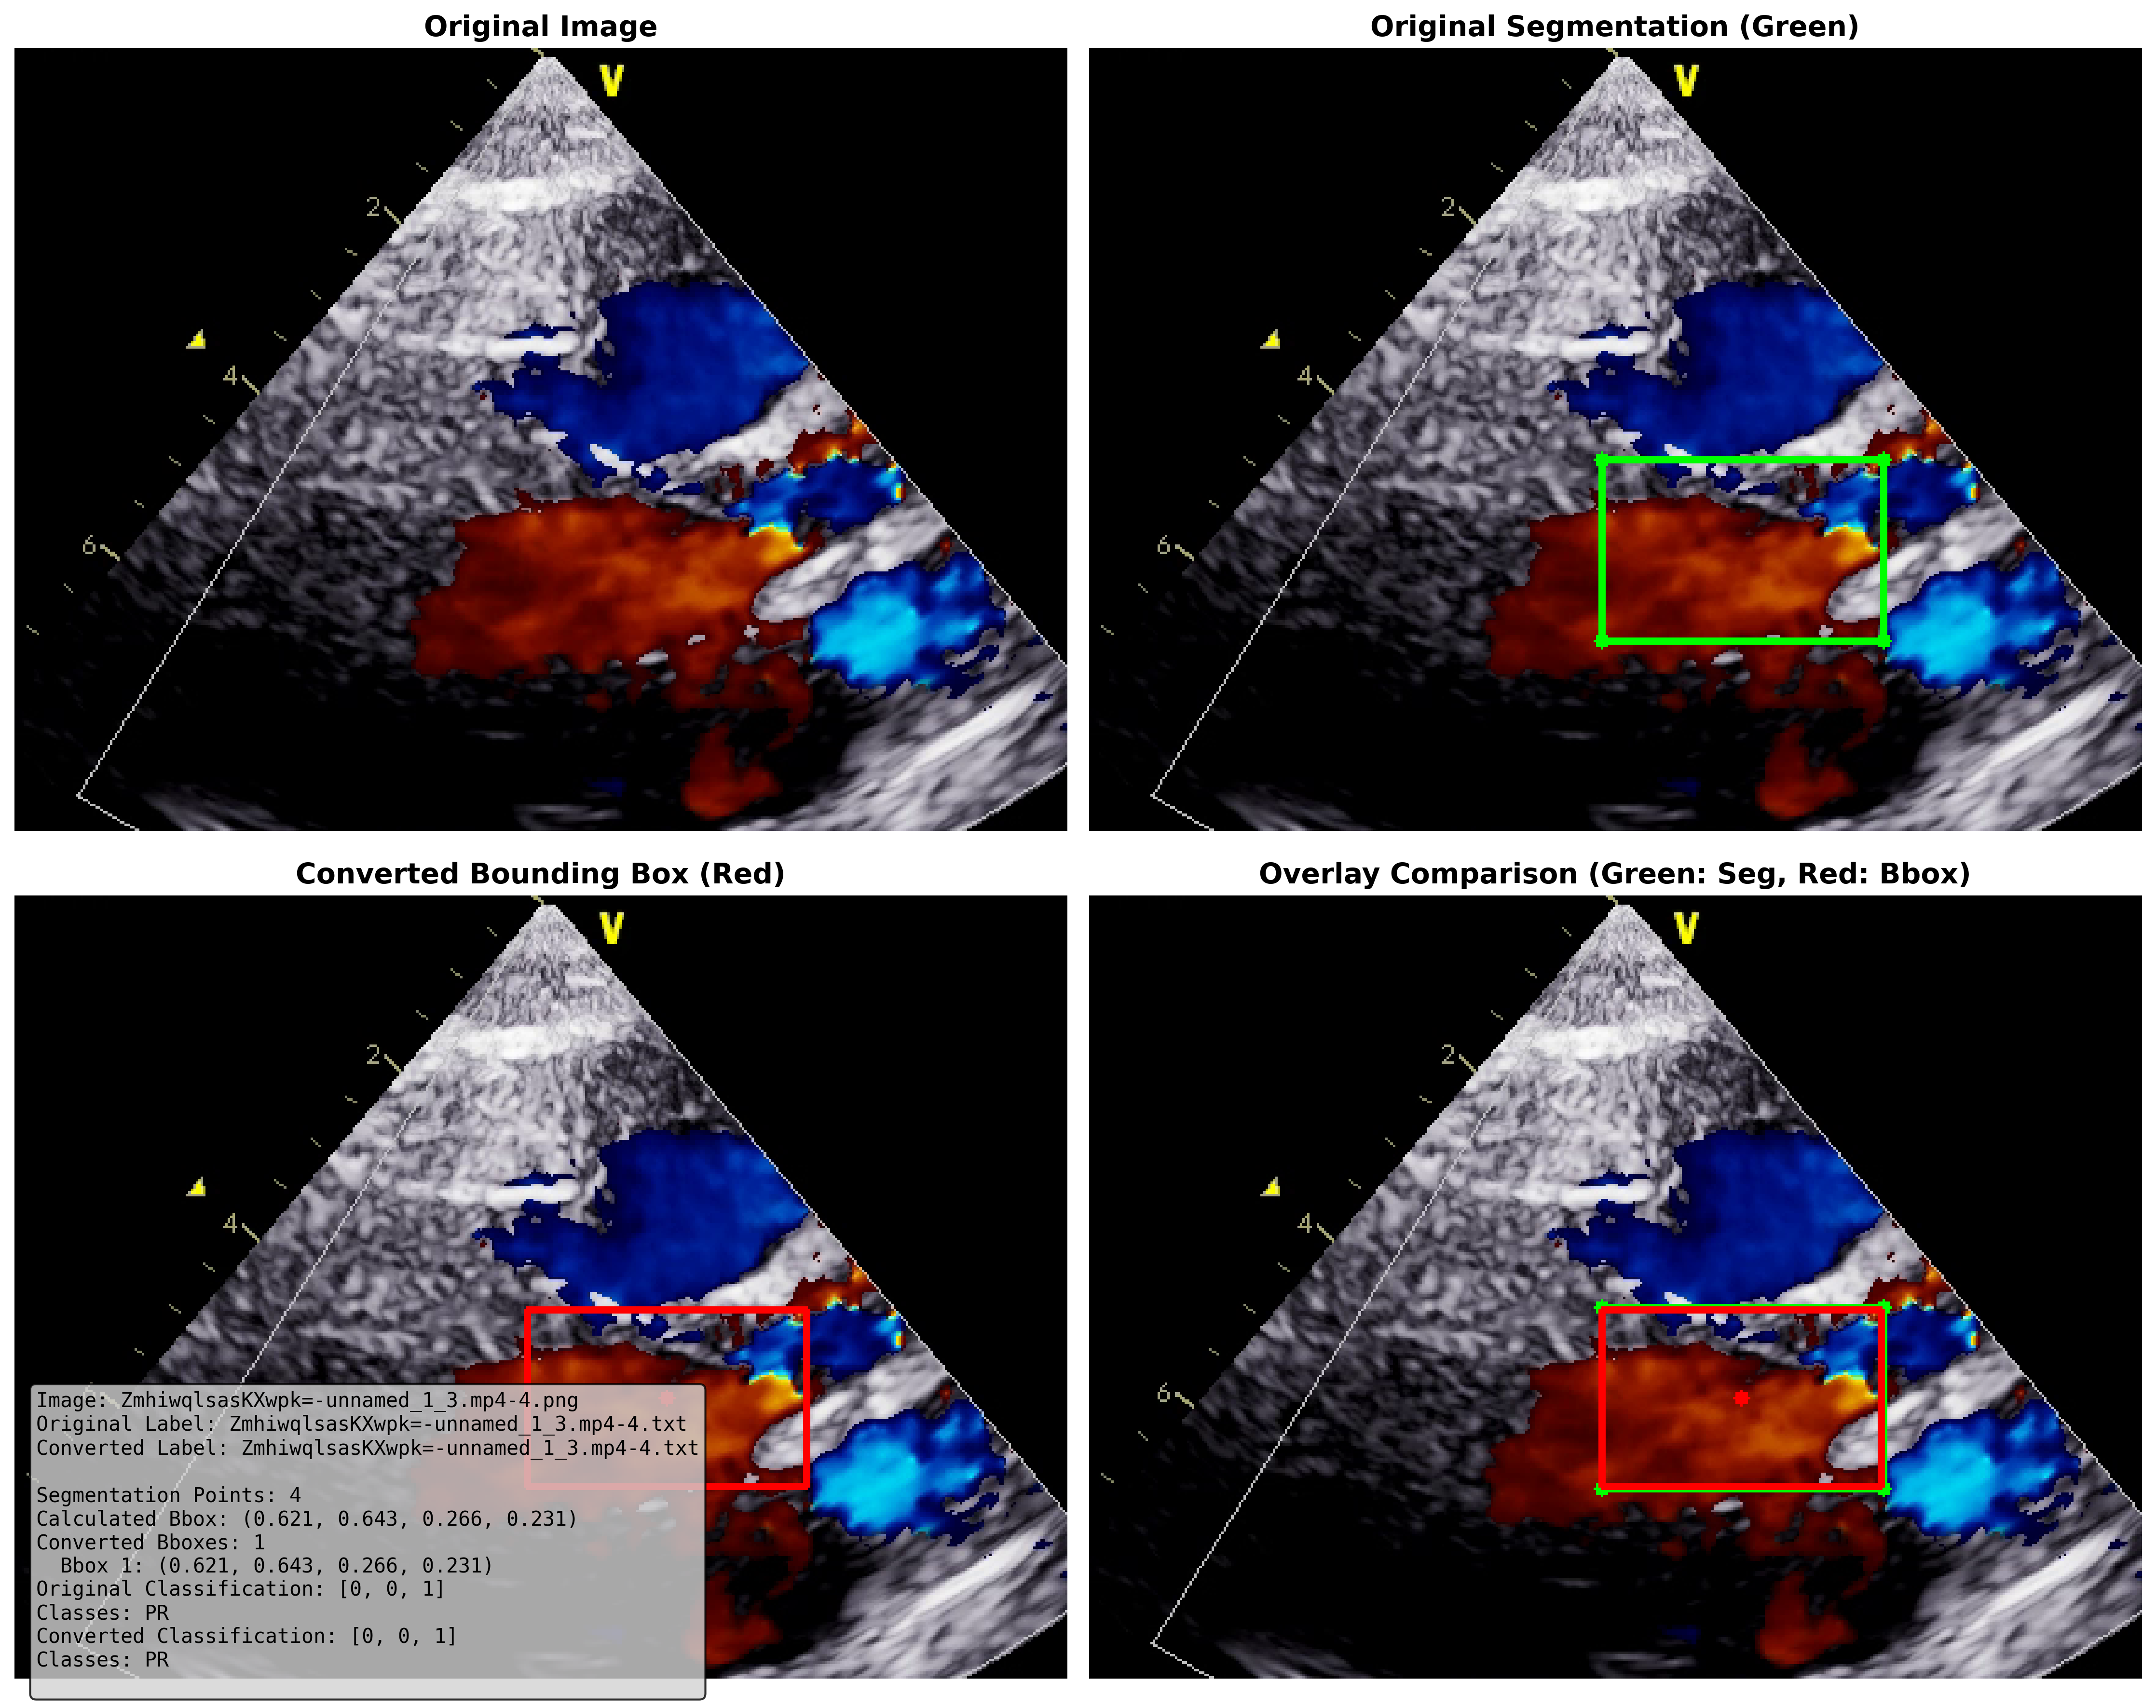 Original Image
Original Segmentation (Green)
V
2
4
6
V
2
4
6
Converted Bounding Box (Red)
Overlay Comparison (Green: Seg, Red: Bbox)
V
2
4
V
2
4
6
Image: ZmhiwqlsasKXwpk=-unnamed_1_3.mp4-4.png
Original Label: ZmhiwqlsasKXwpk=-unnamed_1_3.mp4-4.txt
Converted Label: ZmhiwqlsasKXwpk=-unnamed_1_3.mp4-4.txt
Segmentation Points: 4
Calculated Bbox: (0.621, 0.643, 0.266, 0.231)
Converted Bboxes: 1
Bbox 1: (0.621, 0.643, 0.266, 0.231)
Original Classification: [0, 0, 1]
Classes: PR
Converted Classification: [0, 0, 1]
Classes: PR